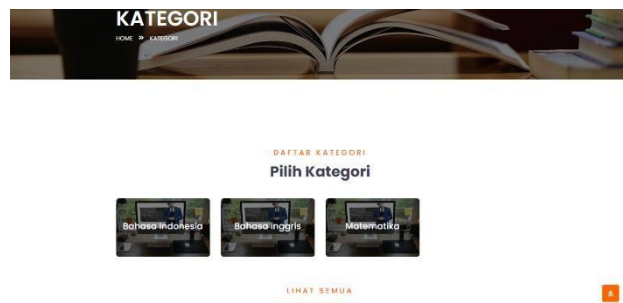 KATEGORI
HOME » KATEGORI
DAFTAR KATEGORI
Pilih Kategori
Bahasa Indonesia
Bahasa Inggris
Matematika
LIHAT SEMUA